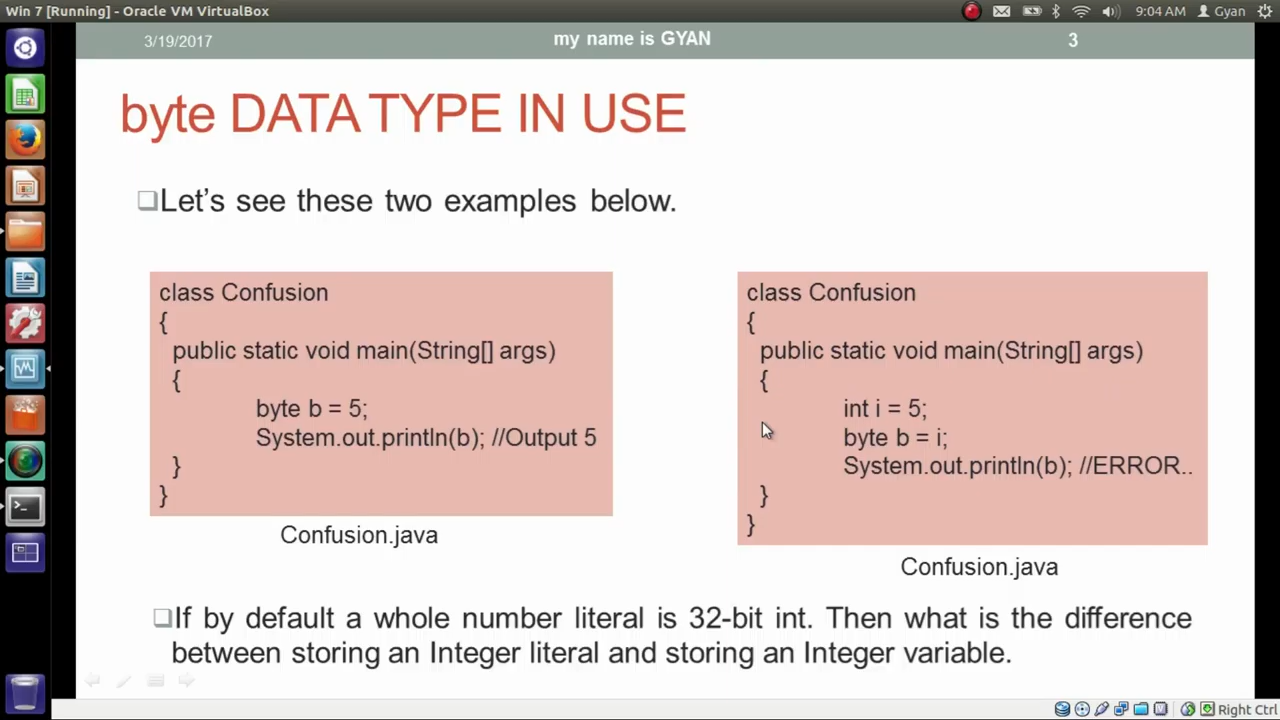 Win 7 [Running] - Oracle VM VirtualBox
9:04 AM Gyan
3/19/2017
my name is GYAN
3
byte DATA TYPE IN USE
Let's see these two examples below.
class Confusion
{
public static void main(String[] args)
{
byte b = 5;
System.out.println(b); //Output 5
}
}
Confusion.java
class Confusion
{
public static void main(String[] args)
{
int i = 5;
byte b = i;
System.out.println(b); //ERROR..
}
}
Confusion.java
If by default a whole number literal is 32-bit int. Then what is the difference
between storing an Integer literal and storing an Integer variable.
Right Ctrl